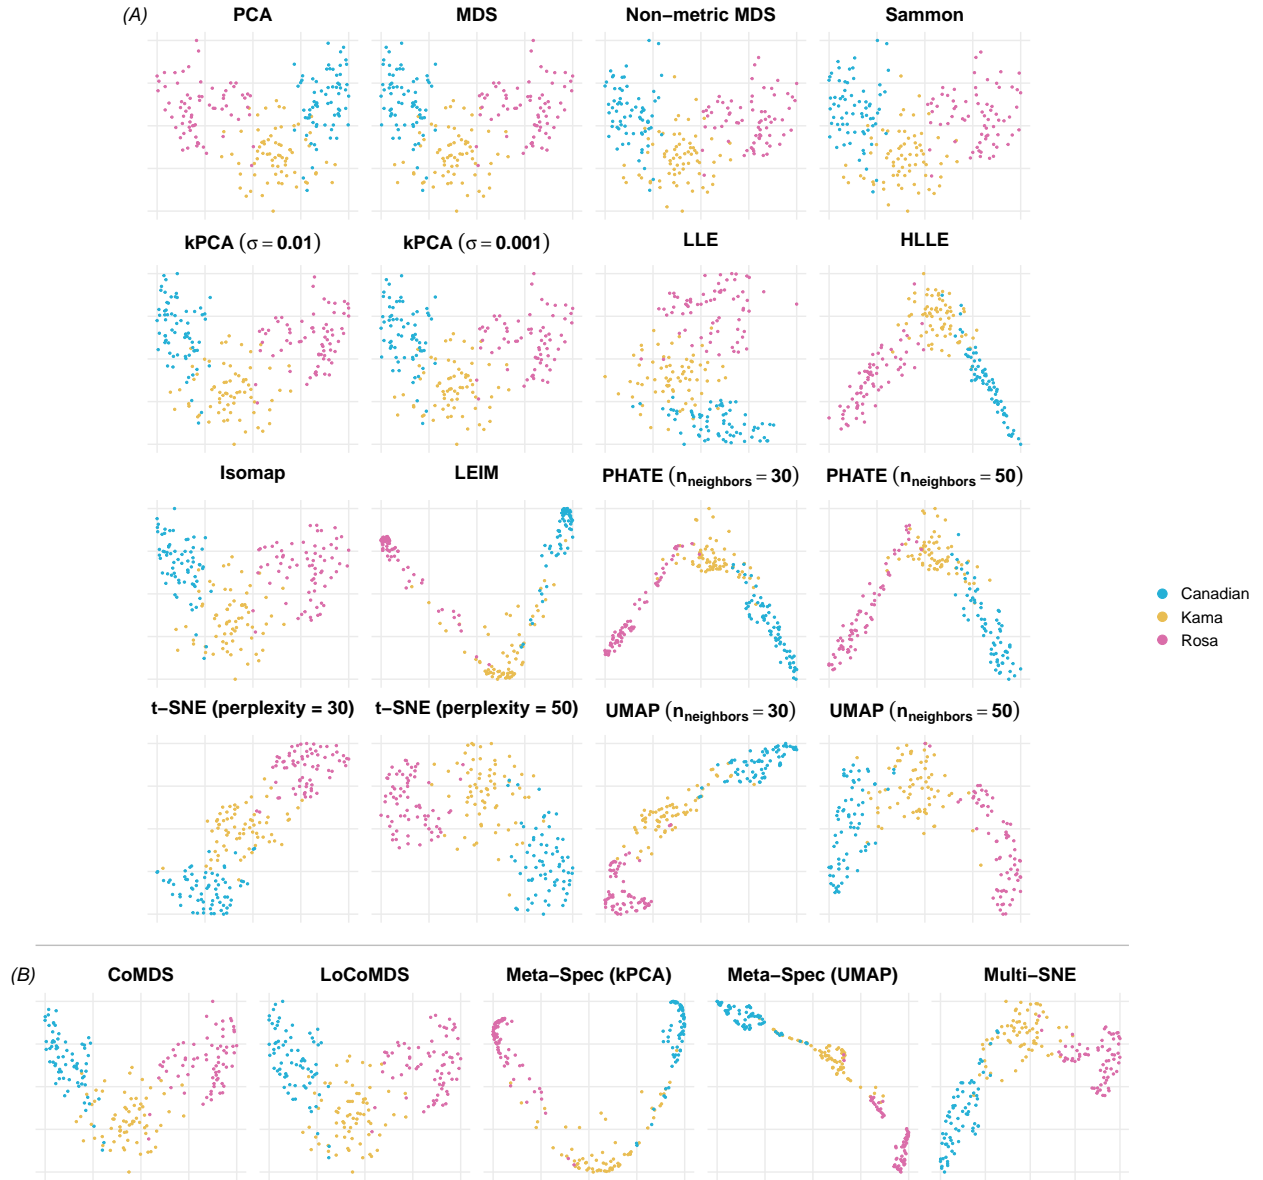 (A)
PCA MDS Non−metric MDS Sammon
kPCA (σ = 0.01) kPCA (σ = 0.001) LLE HLLE
Isomap LEIM PHATE (nneighbors = 30) PHATE (nneighbors = 50)
Canadian
Kama
Rosa
t−SNE (perplexity = 30) t−SNE (perplexity = 50) UMAP (nneighbors = 30) UMAP (nneighbors = 50)
(B)
CoMDS LoCoMDS Meta−Spec (kPCA) Meta−Spec (UMAP) Multi−SNE